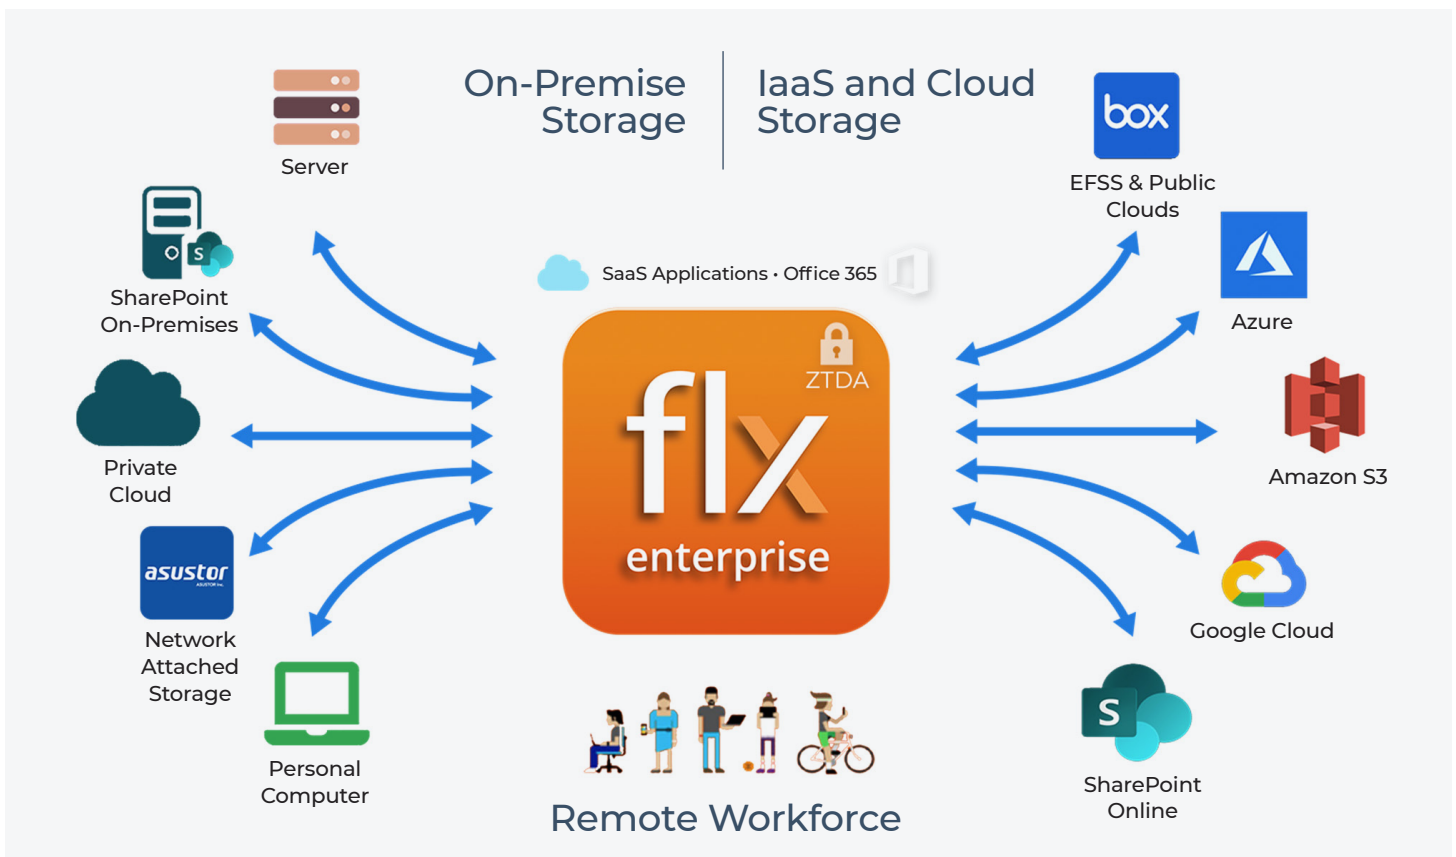 On-Premise
Storage
IaaS and Cloud
Storage
Server
SharePoint
On-Premises
Private
Cloud
asustor
ASUSTOR Inc.
Network
Attached
Storage
Personal
Computer
SaaS Applications • Office 365
ZTDA
flx
enterprise
Remote Workforce
box
EFSS & Public
Clouds
Azure
Amazon S3
Google Cloud
S
SharePoint
Online
S